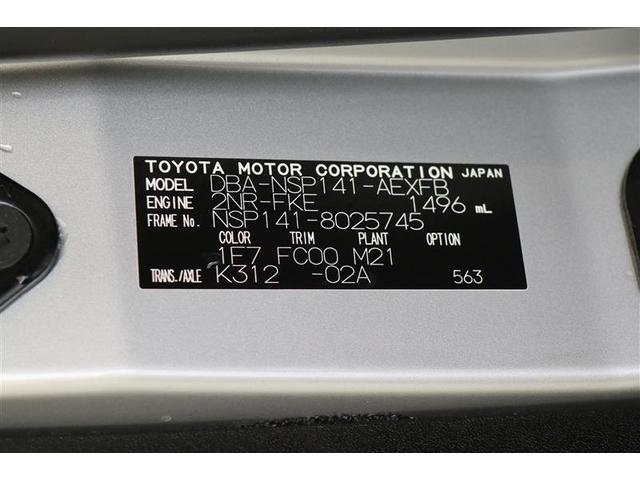 TOYOTA MOTOR CORPORATION JAPAN
MODEL DBA-NSP141-AEXFB
ENGINE 2NR-FKE 1496 mL
FRAME No. NSP141-8025745
COLOR TRIM PLANT OPTION
1E7 FC00 M21
TRANS./AXLE K312 -02A 563